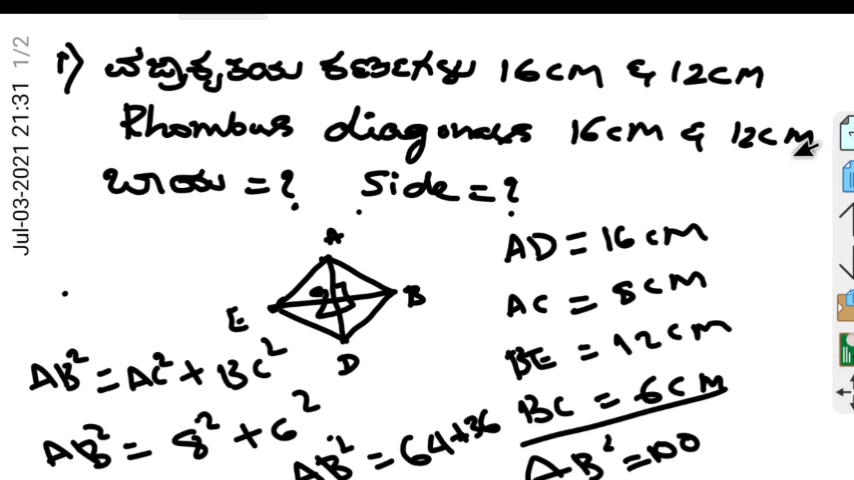 1) ವಜ್ರಾಕೃತಿಯ ಕರ್ಣಗಳು 16cm & 12cm
Rhombus diagonals 16cm & 12cm
ಬಾಹು = ? Side = ?
A
B
C
E
D
AD = 16cm
AC = 8cm
BE = 12cm
BC = 6cm
AB² = AC² + BC²
AB² = 8² + 6²
AB² = 64+36
AB² = 100
Jul-03-2021 21:31 1/2